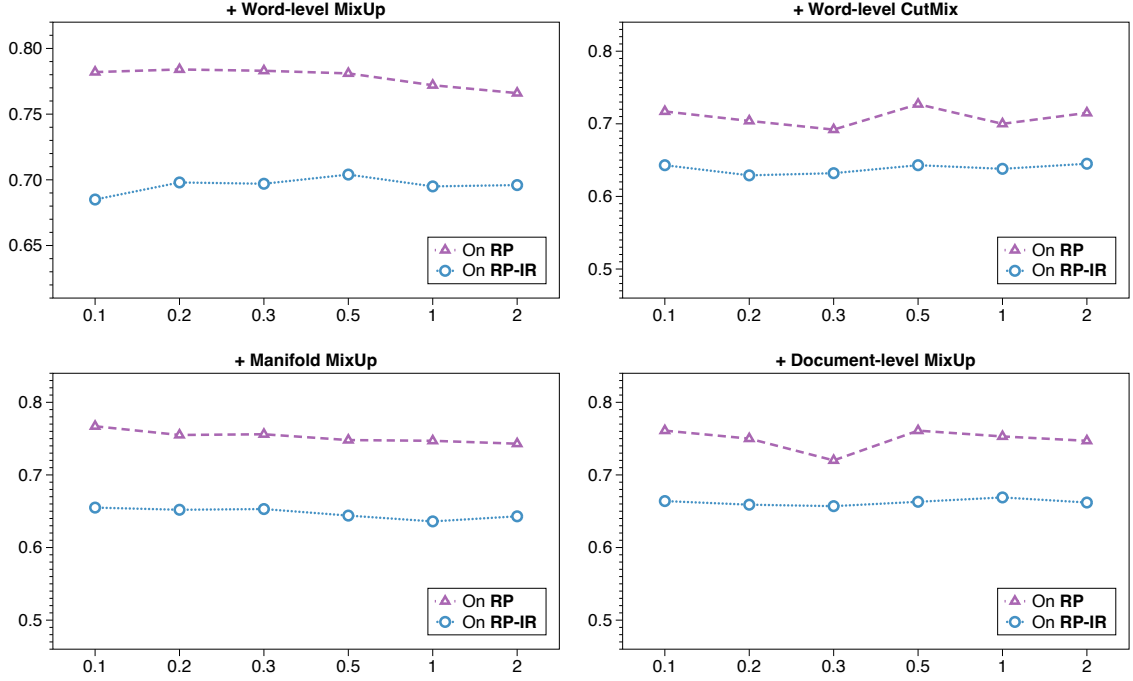 + Word-level MixUp
0.80
0.75
0.70
0.65
On RP
On RP-IR
0.1 0.2 0.3 0.5 1 2
+ Word-level CutMix
0.8
0.7
0.6
0.5
On RP
On RP-IR
0.1 0.2 0.3 0.5 1 2
+ Manifold MixUp
0.8
0.7
0.6
0.5
On RP
On RP-IR
0.1 0.2 0.3 0.5 1 2
+ Document-level MixUp
0.8
0.7
0.6
0.5
On RP
On RP-IR
0.1 0.2 0.3 0.5 1 2